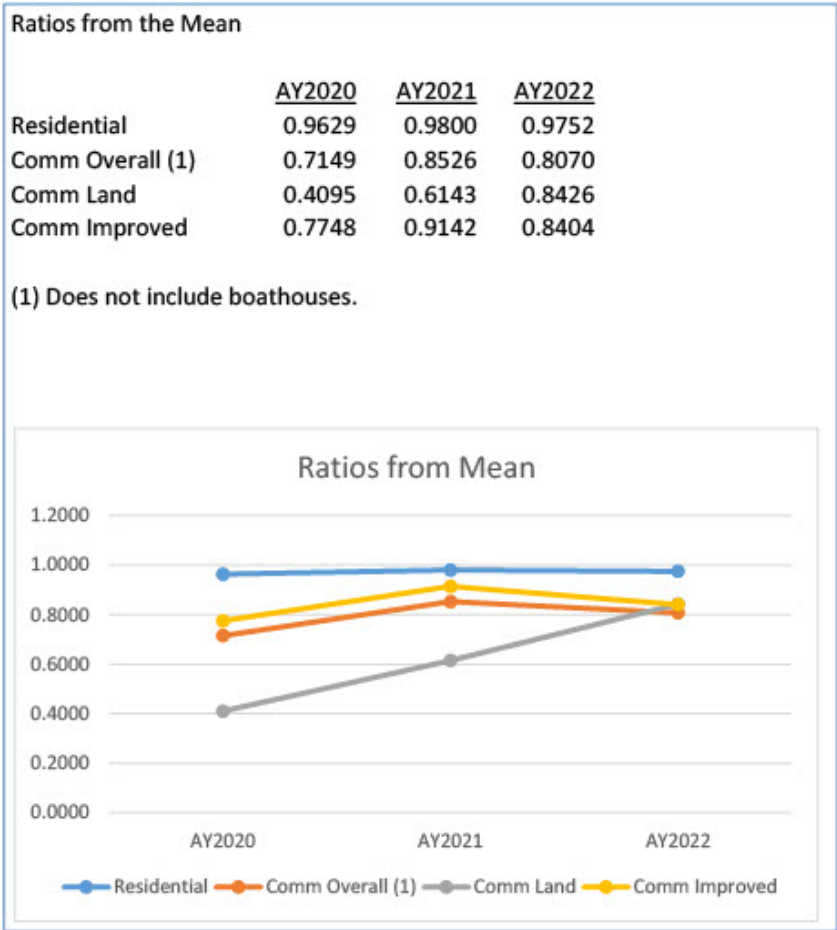 Ratios from the Mean
AY2020 AY2021 AY2022
Residential 0.9629 0.9800 0.9752
Comm Overall (1) 0.7149 0.8526 0.8070
Comm Land 0.4095 0.6143 0.8426
Comm Improved 0.7748 0.9142 0.8404
(1) Does not include boathouses.
Ratios from Mean
1.2000
1.0000
0.8000
0.6000
0.4000
0.2000
0.0000
AY2020 AY2021 AY2022
Residential Comm Overall (1) Comm Land Comm Improved